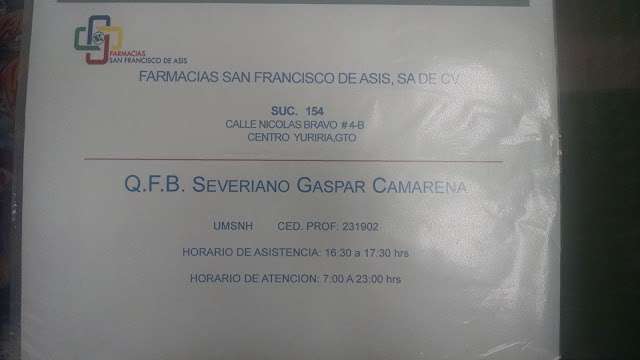 FARMACIAS
SAN FRANCISCO DE ASIS
FARMACIAS SAN FRANCISCO DE ASIS, SA DE CV
SUC. 154
CALLE NICOLAS BRAVO # 4-B
CENTRO YURIRIA,GTO
Q.F.B. SEVERIANO GASPAR CAMARENA
UMSNH CED. PROF: 231902
HORARIO DE ASISTENCIA: 16:30 a 17:30 hrs
HORARIO DE ATENCION: 7:00 A 23:00 hrs